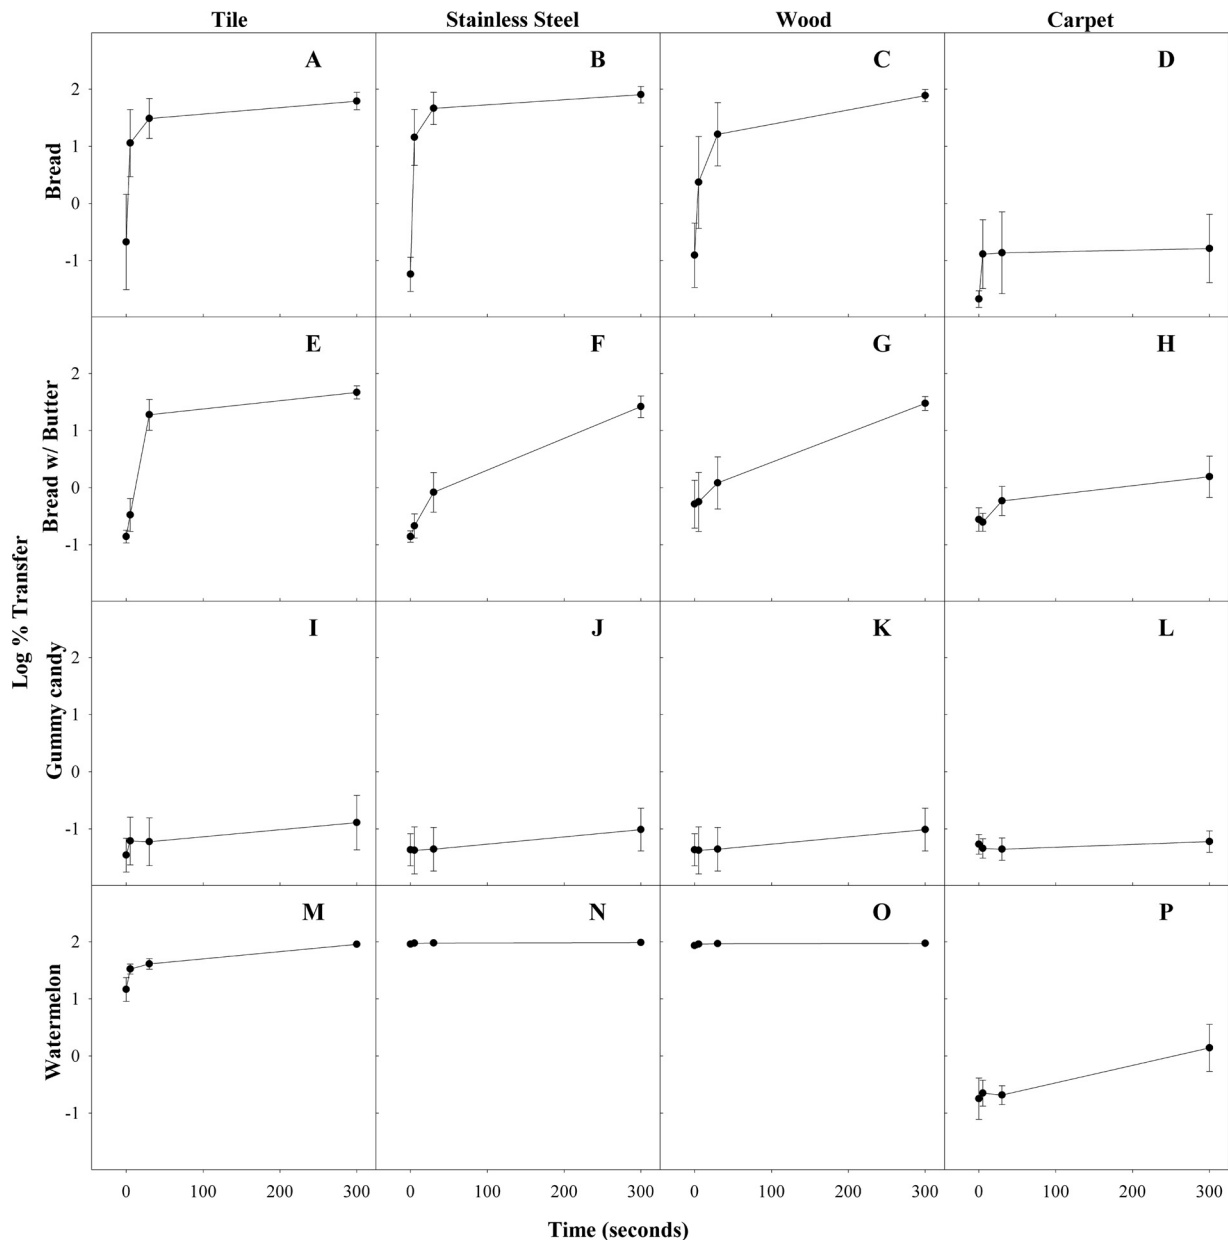 Tile Stainless Steel Wood Carpet
A B C D
2
1
0
-1
Bread
E F G H
2
1
0
-1
Bread w/ Butter
Log % Transfer
I J K L
2
1
0
-1
Gummy candy
M N O P
2
1
0
-1
Watermelon
0 100 200 300 0 100 200 300 0 100 200 300 0 100 200 300
Time (seconds)